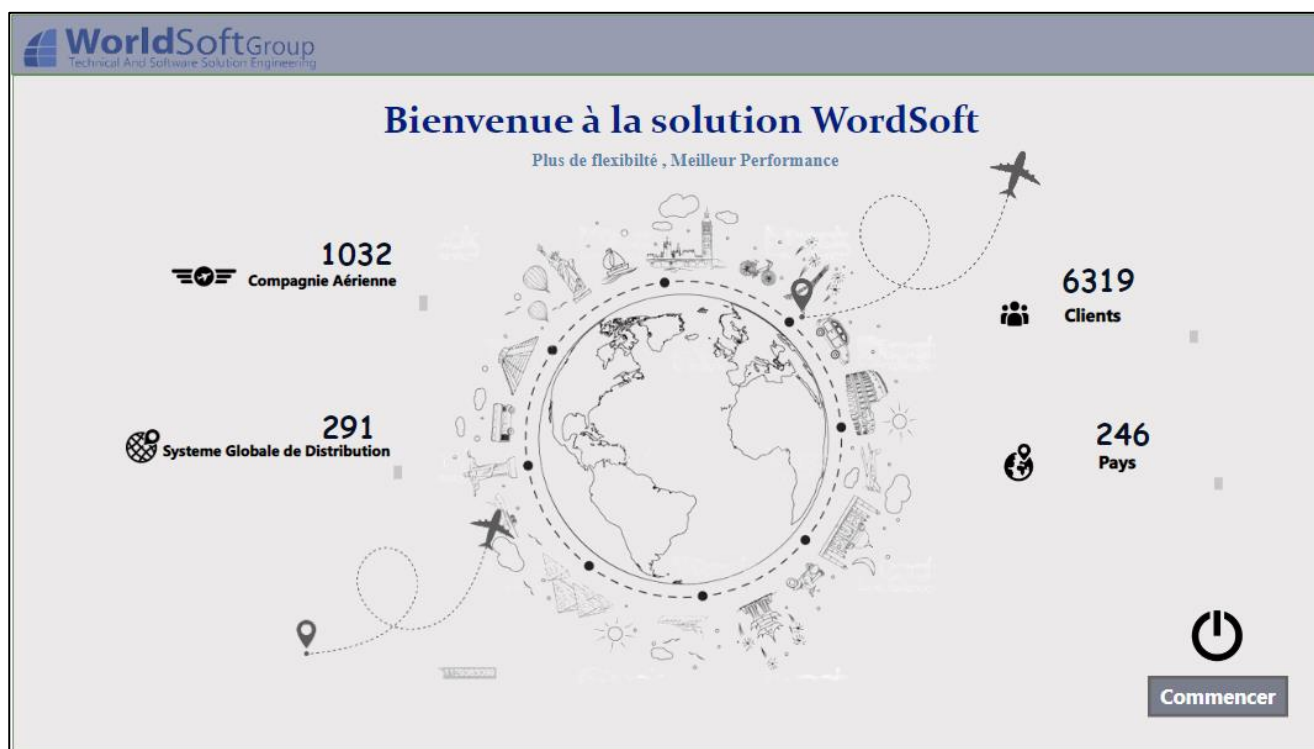 WorldSoftGroup
Technical And Software Solution Engineering
Bienvenue à la solution WordSoft
Plus de flexibilté , Meilleur Performance
1032
Compagnie Aérienne
6319
Clients
291
Systeme Globale de Distribution
246
Pays
Commencer